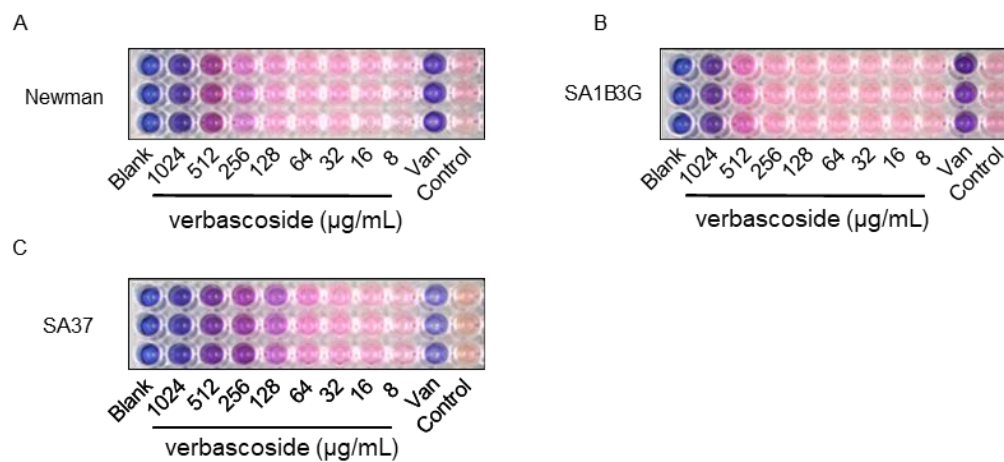 A
Newman
Blank 1024 512 256 128 64 32 16 8 Van Control
verbascoside (µg/mL)
B
SA1B3G
Blank 1024 512 256 128 64 32 16 8 Van Control
verbascoside (µg/mL)
C
SA37
Blank 1024 512 256 128 64 32 16 8 Van Control
verbascoside (µg/mL)